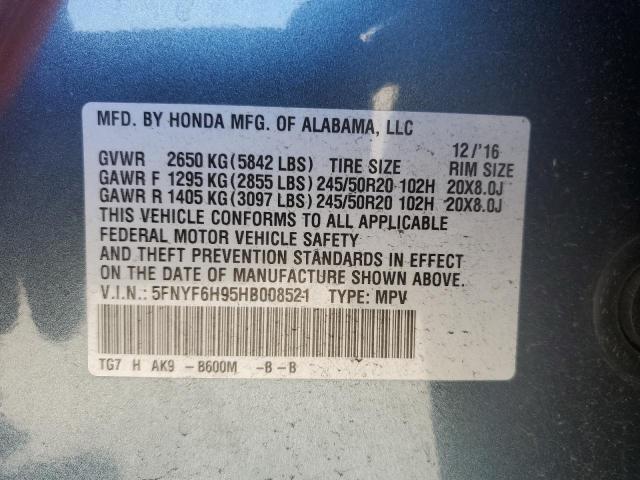 MFD. BY HONDA MFG. OF ALABAMA, LLC
12/'16
GVWR 2650 KG(5842 LBS) TIRE SIZE RIM SIZE
GAWR F 1295 KG(2855 LBS) 245/50R20 102H 20X8.0J
GAWR R 1405 KG(3097 LBS) 245/50R20 102H 20X8.0J
THIS VEHICLE CONFORMS TO ALL APPLICABLE
FEDERAL MOTOR VEHICLE SAFETY
AND THEFT PREVENTION STANDARDS IN EFFECT
ON THE DATE OF MANUFACTURE SHOWN ABOVE.
V.I.N.: 5FNYF6H95HB008521 TYPE: MPV
TG7 H AK9 -B600M -B-B